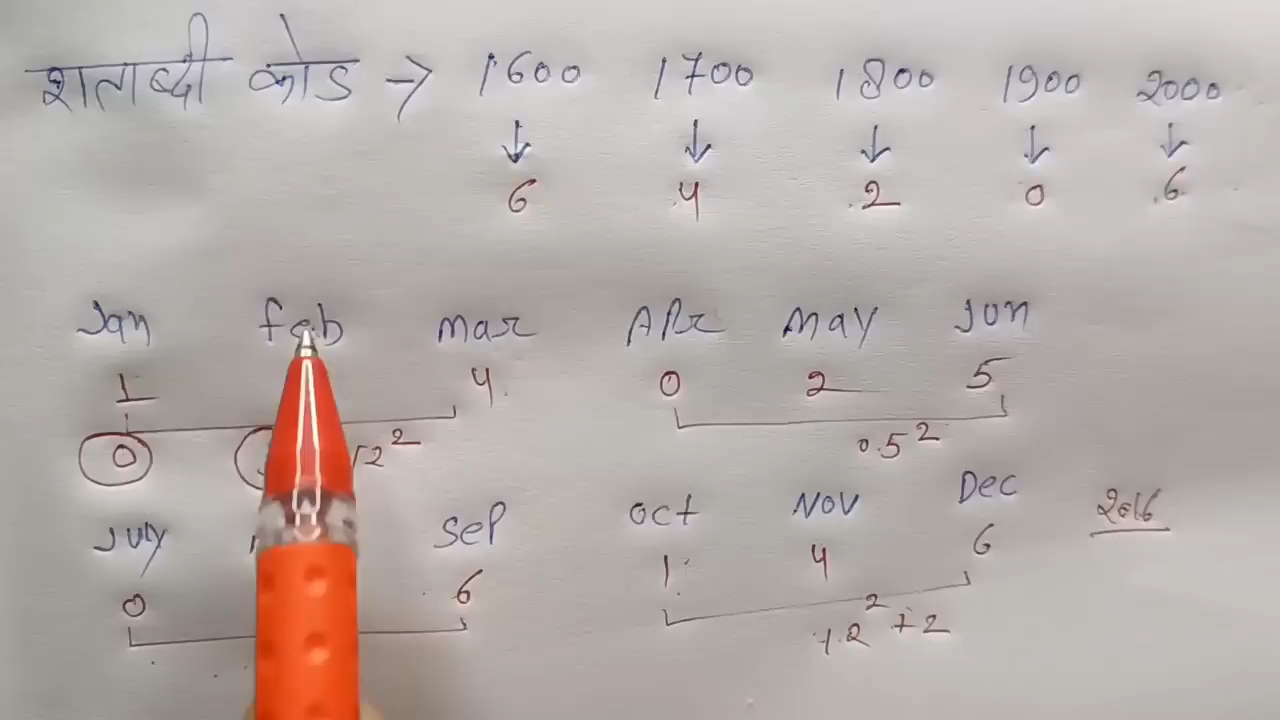 शताब्दी कोड → 1600 1700 1800 1900 2000
↓ ↓ ↓ ↓ ↓
6 4 2 0 6
Jan feb mar APr may Jun
1 4 0 2 5
0 2² 0.5²
July Sep Oct Nov Dec 2016
0 6 1 4 6
1.2² + 2